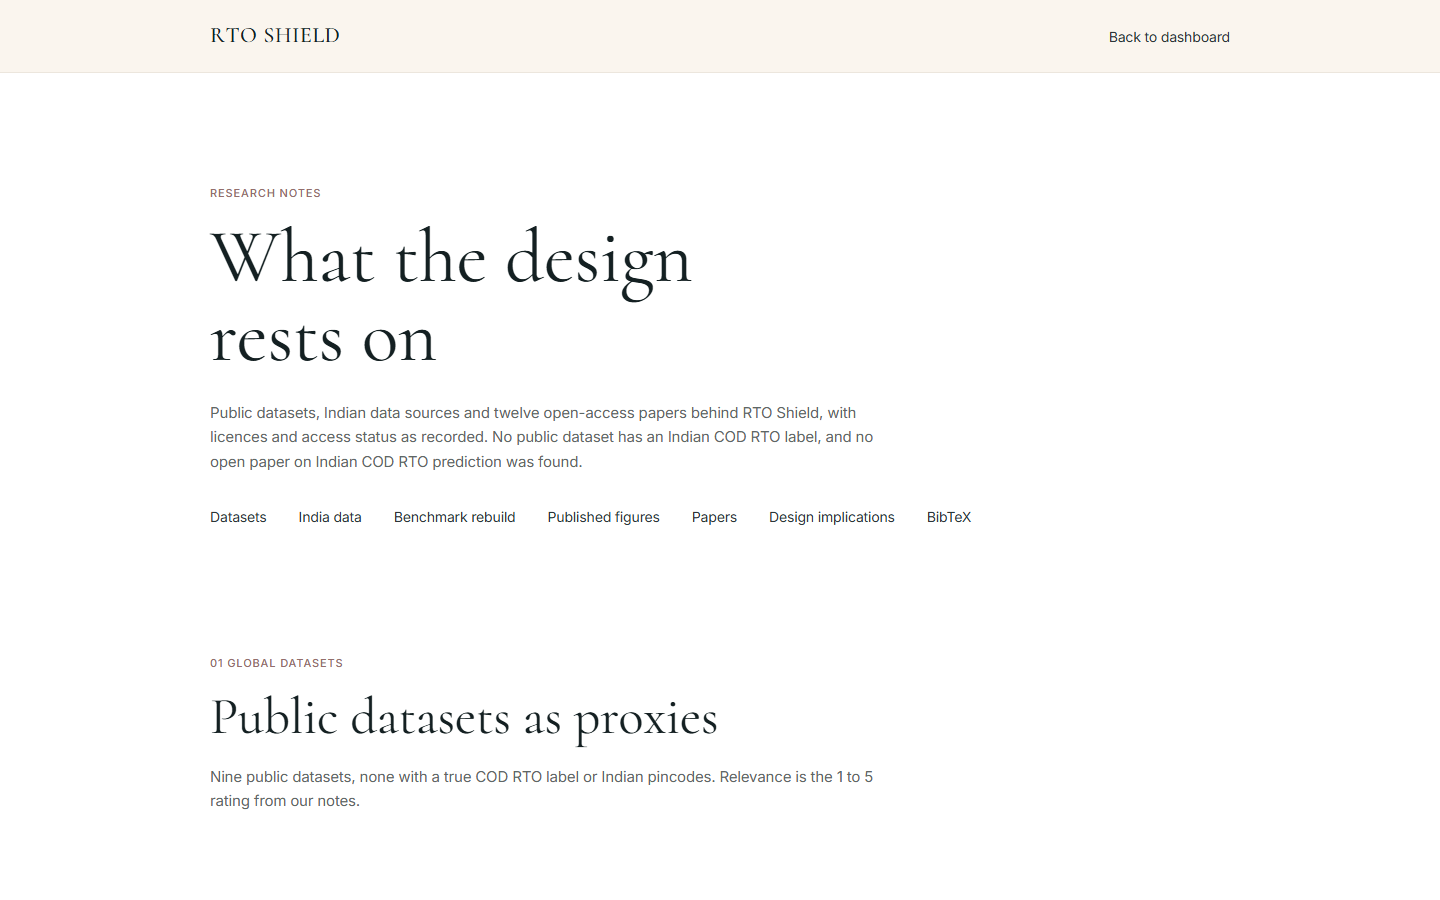 RTO SHIELD
Back to dashboard
RESEARCH NOTES
What the design
rests on
Public datasets, Indian data sources and twelve open-access papers behind RTO Shield, with
licences and access status as recorded. No public dataset has an Indian COD RTO label, and no
open paper on Indian COD RTO prediction was found.
Datasets India data Benchmark rebuild Published figures Papers Design implications BibTeX
01 GLOBAL DATASETS
Public datasets as proxies
Nine public datasets, none with a true COD RTO label or Indian pincodes. Relevance is the 1 to 5
rating from our notes.